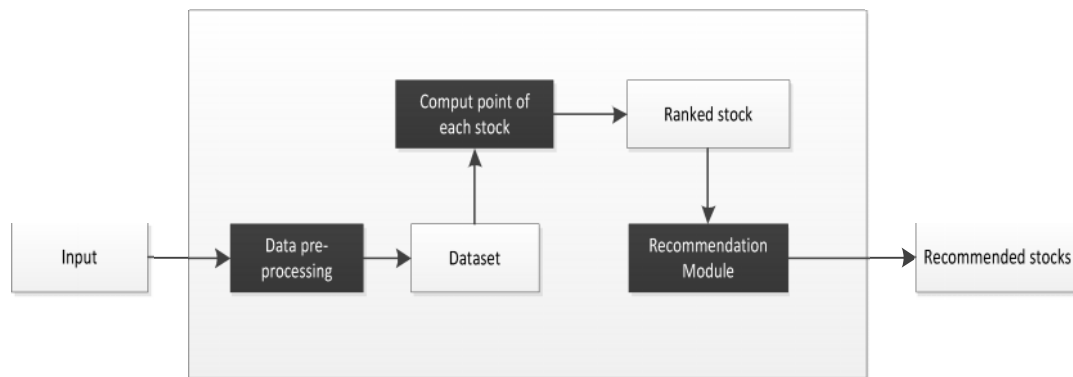 Comput point of
each stock
Ranked stock
Input
Data pre-
processing
Dataset
Recommendation
Module
Recommended stocks